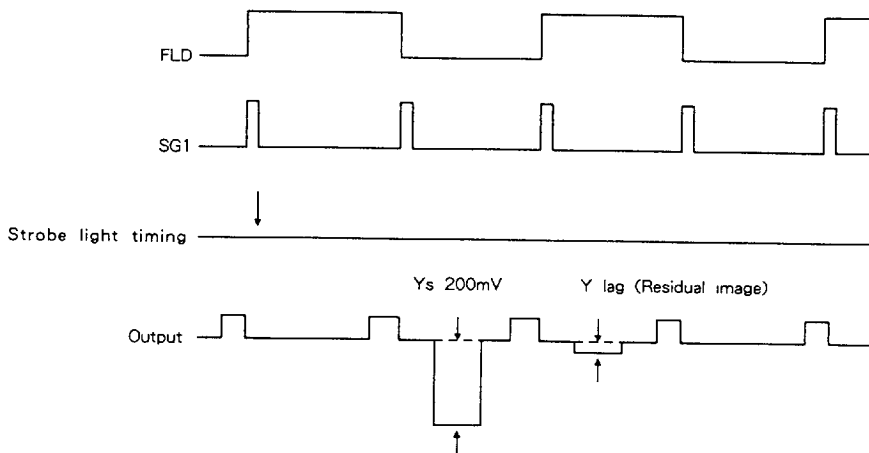 FLD
SG1
Strobe light timing
Ys 200mV
Y lag (Residual image)
Output